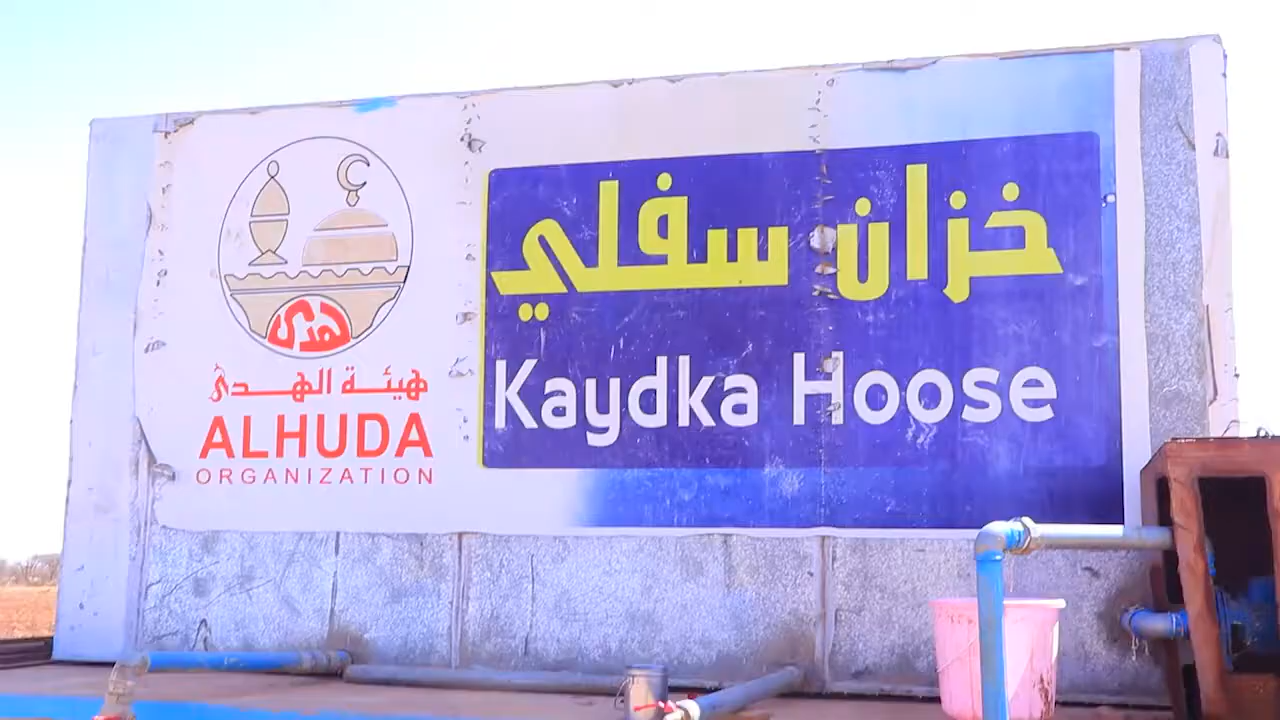 هدى
هيئة الهدى
ALHUDA
ORGANIZATION
خزان سفلي
Kaydka Hoose